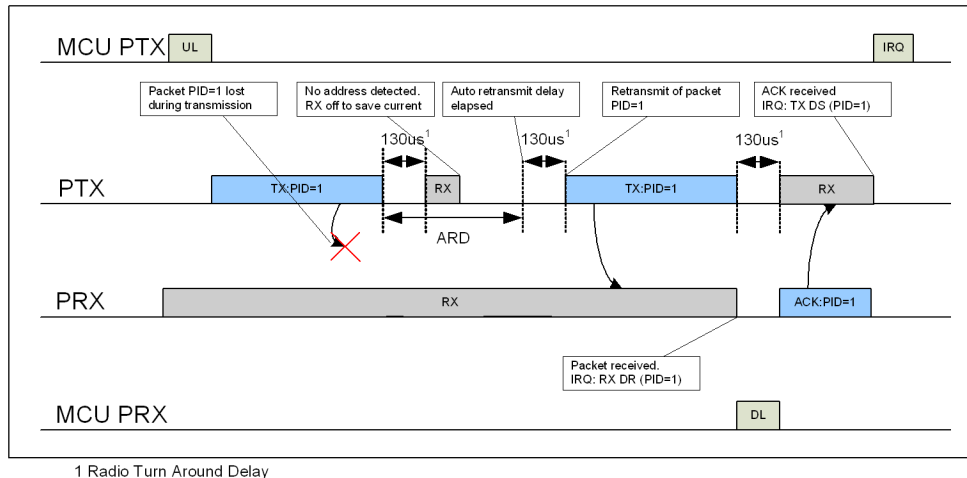 MCU PTX
UL
IRQ
Packet PID=1 lost
during transmission
No address detected.
RX off to save current
Auto retransmit delay
elapsed
Retransmit of packet
PID=1
ACK received
IRQ: TX DS (PID=1)
130us1
130us1
130us1
PTX
TX:PID=1
RX
TX:PID=1
RX
ARD
PRX
RX
ACK:PID=1
Packet received.
IRQ: RX DR (PID=1)
MCU PRX
DL
1 Radio Turn Around Delay